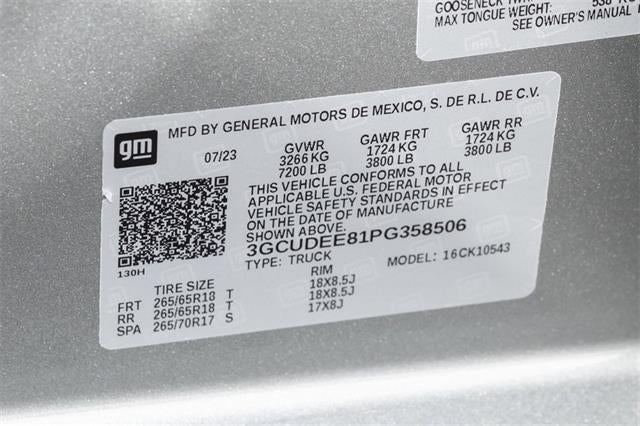 GOOSENECK
MAX TONGUE WEIGHT: 538
SEE OWNER'S MANUAL
gm
MFD BY GENERAL MOTORS DE MEXICO, S. DE R.L. DE C.V.
07/23 GVWR GAWR FRT GAWR RR
3266 KG 1724 KG 1724 KG
7200 LB 3800 LB 3800 LB
THIS VEHICLE CONFORMS TO ALL
APPLICABLE U.S. FEDERAL MOTOR
VEHICLE SAFETY STANDARDS IN EFFECT
ON THE DATE OF MANUFACTURE
SHOWN ABOVE.
3GCUDEE81PG358506
TYPE: TRUCK MODEL: 16CK10543
130H
TIRE SIZE RIM
FRT 265/65R18 T 18X8.5J
RR 265/65R18 T 18X8.5J
SPA 265/70R17 S 17X8J